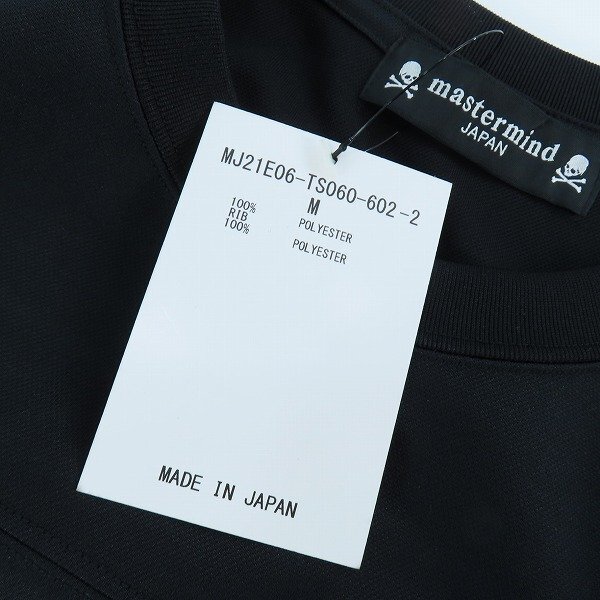 mastermind
JAPAN
MJ21E06-TS060-602-2
M
100% POLYESTER
RIB
100% POLYESTER
MADE IN JAPAN